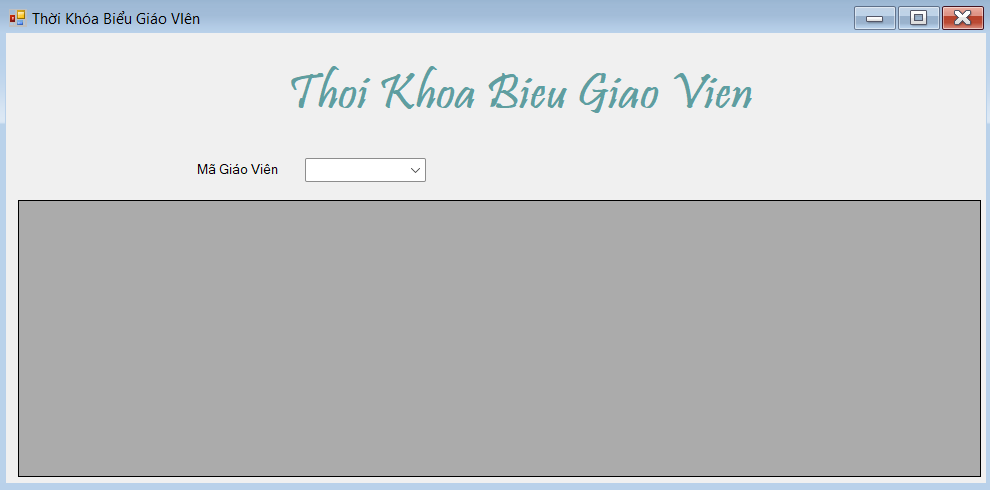 Thời Khóa Biểu Giáo VIên
Thoi Khoa Bieu Giao Vien
Mã Giáo Viên